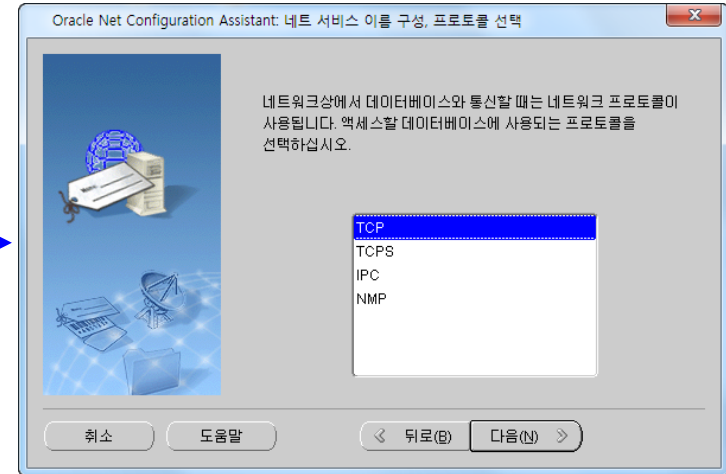 Oracle Net Configuration Assistant: 네트 서비스 이름 구성, 프로토콜 선택
네트워크상에서 데이터베이스와 통신할 때는 네트워크 프로토콜이
사용됩니다. 액세스할 데이터베이스에 사용되는 프로토콜을
선택하십시오.
TCP
TCPS
IPC
NMP
취소
도움말
뒤로(B)
다음(N)